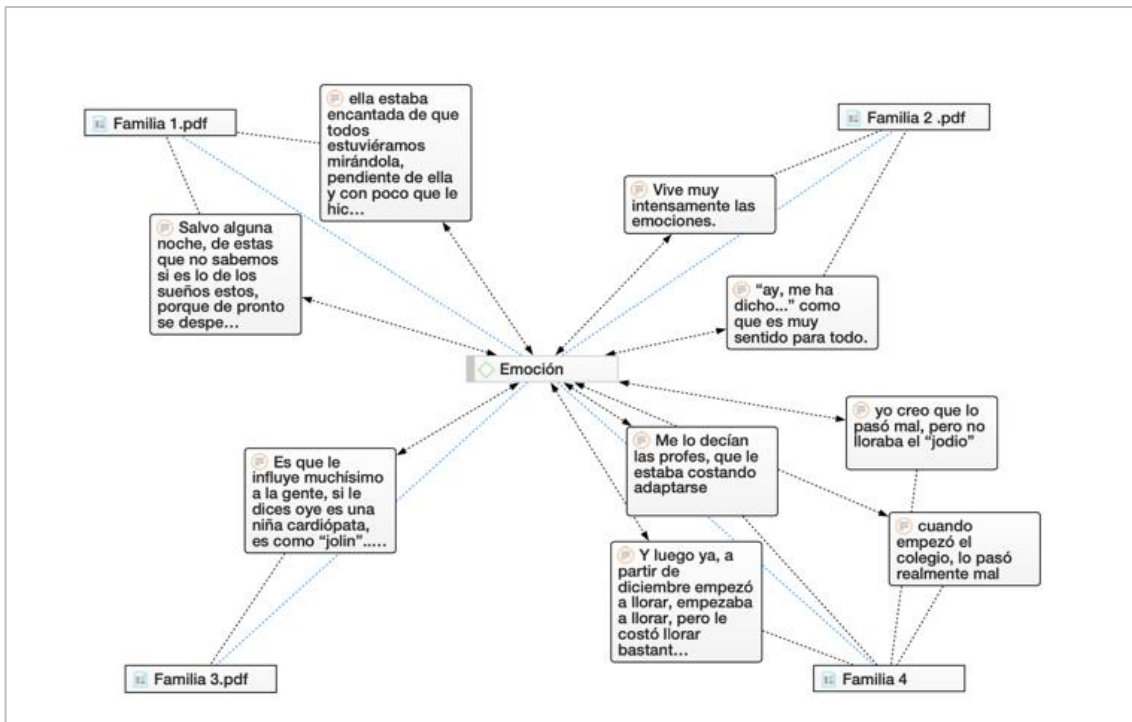 Familia 1.pdf
ella estaba
encantada de que
todos
estuviéramos
mirándola,
pendiente de ella
y con poco que le
hic…
Salvo alguna
noche, de estas
que no sabemos
si es lo de los
sueños estos,
porque de pronto
se despe…
Familia 2 .pdf
Vive muy
intensamente las
emociones.
“ay, me ha
dicho...” como
que es muy
sentido para todo.
Emoción
Es que le
influye muchísimo
a la gente, si le
dices oye es una
niña cardiópata,
es como “jolin”..…
Familia 3.pdf
Me lo decían
las profes, que le
estaba costando
adaptarse
yo creo que lo
pasó mal, pero no
lloraba el “jodio”
cuando
empezó el
colegio, lo pasó
realmente mal
Y luego ya, a
partir de
diciembre empezó
a llorar, empezaba
a llorar, pero le
costó llorar
bastant…
Familia 4